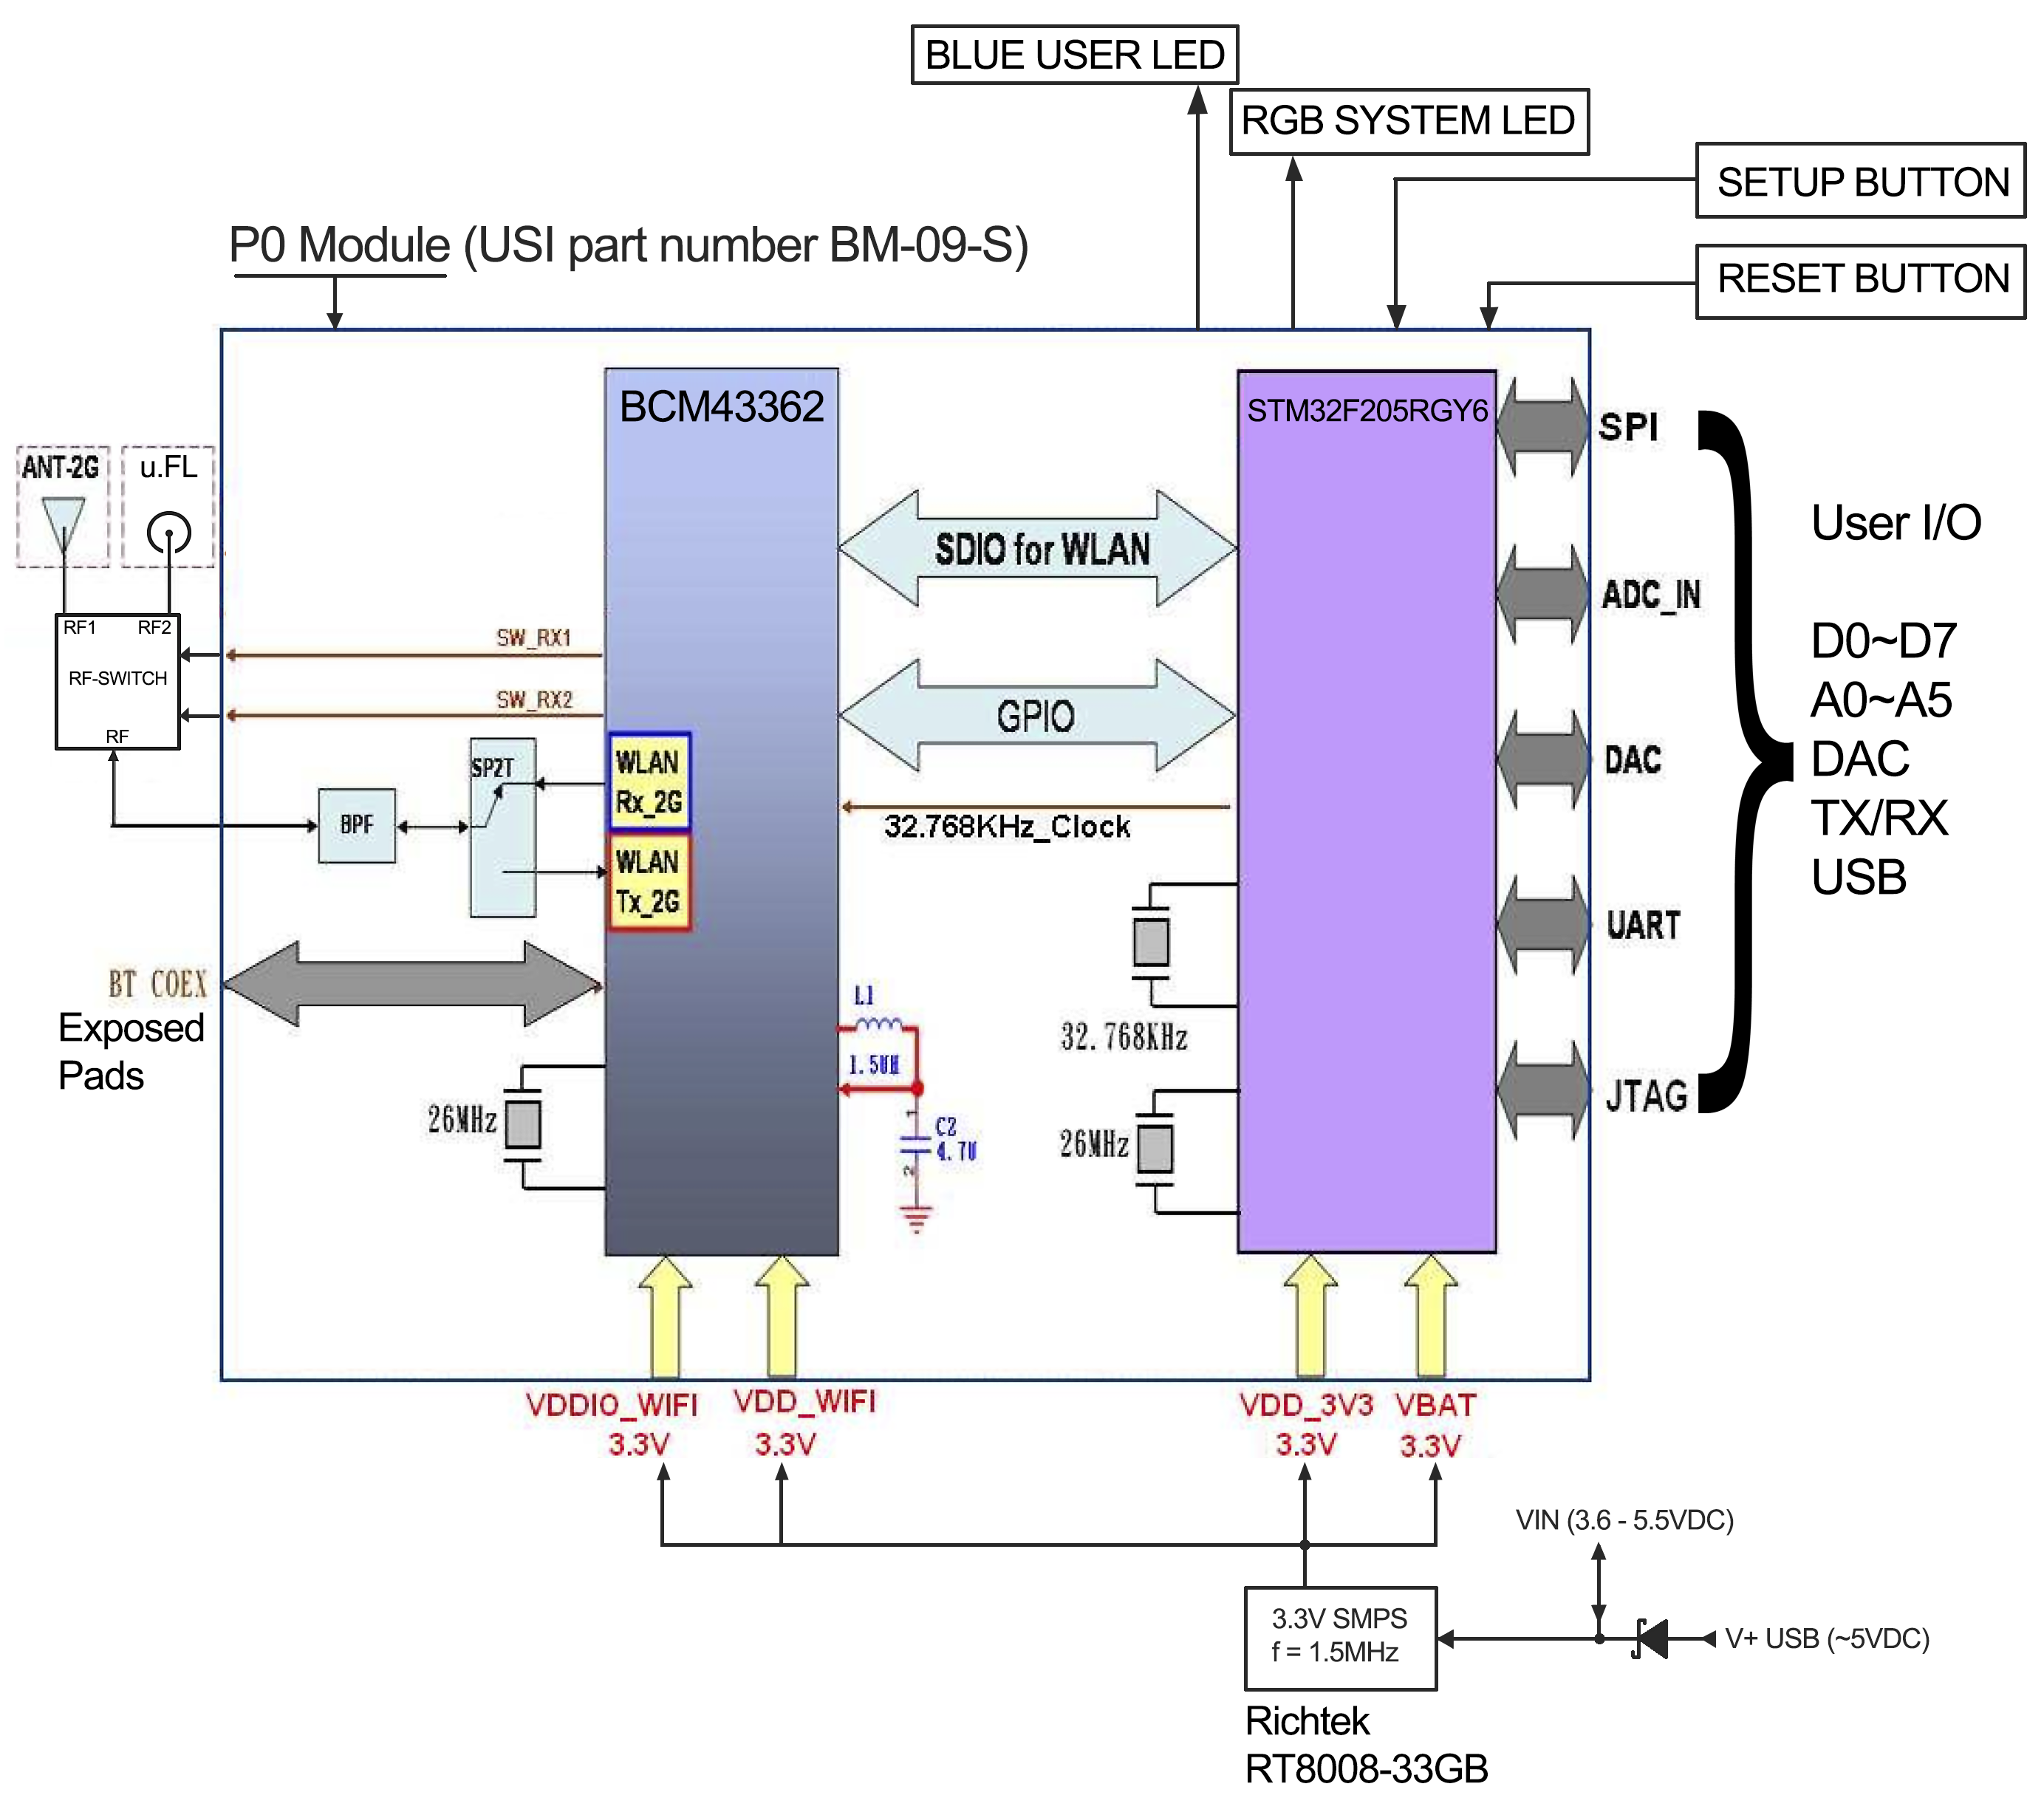 BLUE USER LED
RGB SYSTEM LED
SETUP BUTTON
RESET BUTTON
P0 Module (USI part number BM-09-S)
BCM43362
STM32F205RGY6
SPI
ANT-2G
u.FL
User I/O
SDIO for WLAN
ADC_IN
RF1
RF2
RF-SWITCH
RF
SW_RX1
SW_RX2
GPIO
D0~D7
A0~A5
DAC
TX/RX
USB
SP2T
WLAN
Rx_2G
DAC
BPF
32.768KHz_Clock
WLAN
Tx_2G
UART
BT COEX
Exposed
Pads
L1
1.5UH
32.768KHz
26MHz
1
C2
4.7U
2
26MHz
JTAG
VDDIO_WIFI
3.3V
VDD_WIFI
3.3V
VDD_3V3
3.3V
VBAT
3.3V
VIN (3.6 - 5.5VDC)
3.3V SMPS
f = 1.5MHz
V+ USB (~5VDC)
Richtek
RT8008-33GB